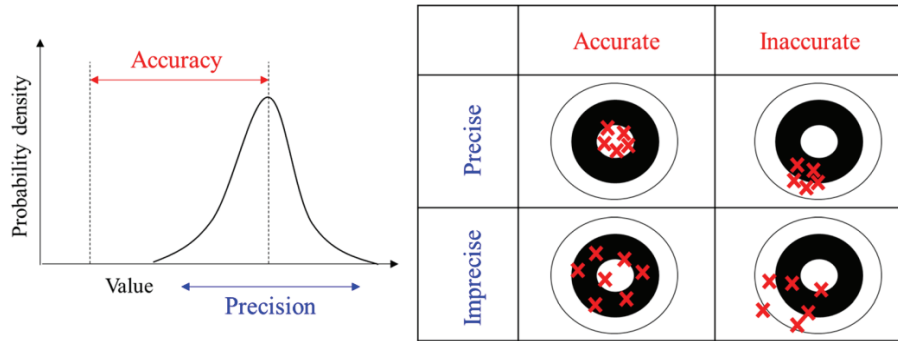 Accuracy
Probability density
Value
Precision
Accurate
Inaccurate
Precise
Imprecise